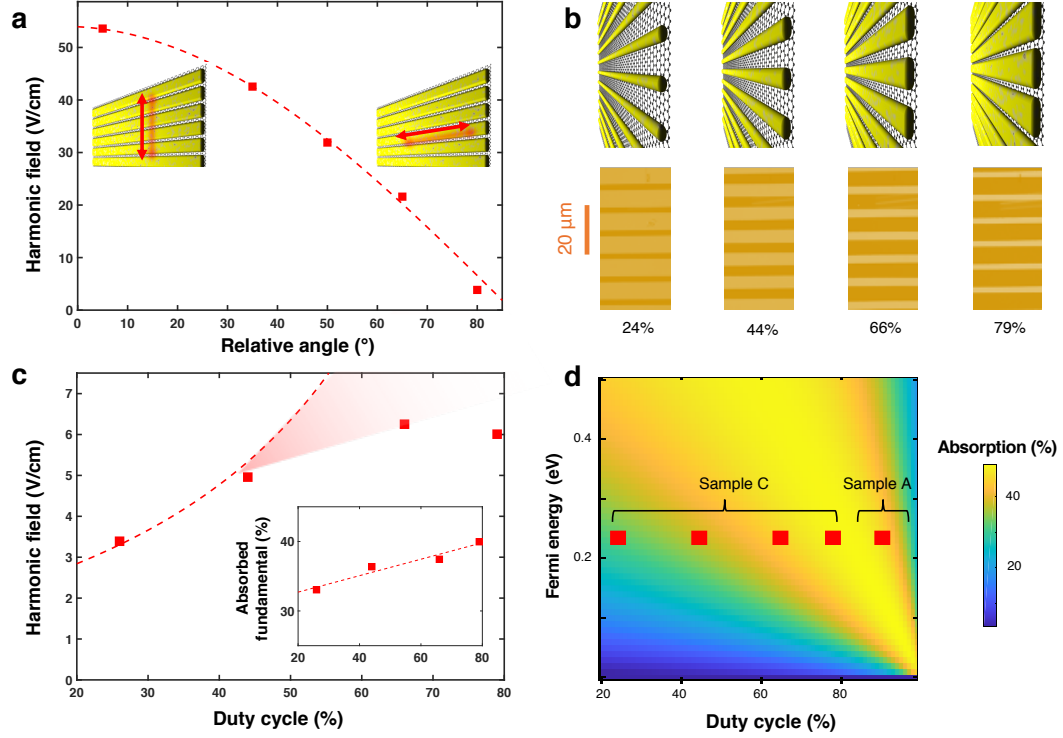 a
Harmonic field (V/cm)
50
40
30
20
10
0
0 10 20 30 40 50 60 70 80
Relative angle (°)
b
20 µm
24% 44% 66% 79%
c
Harmonic field (V/cm)
7
6
5
4
3
2
1
0
20 30 40 50 60 70 80
Duty cycle (%)
Absorbed
fundamental (%)
40
30
20 40 60 80
d
Fermi energy (eV)
0.4
0.2
Sample C
Sample A
20 40 60 80
Duty cycle (%)
Absorption (%)
40
20